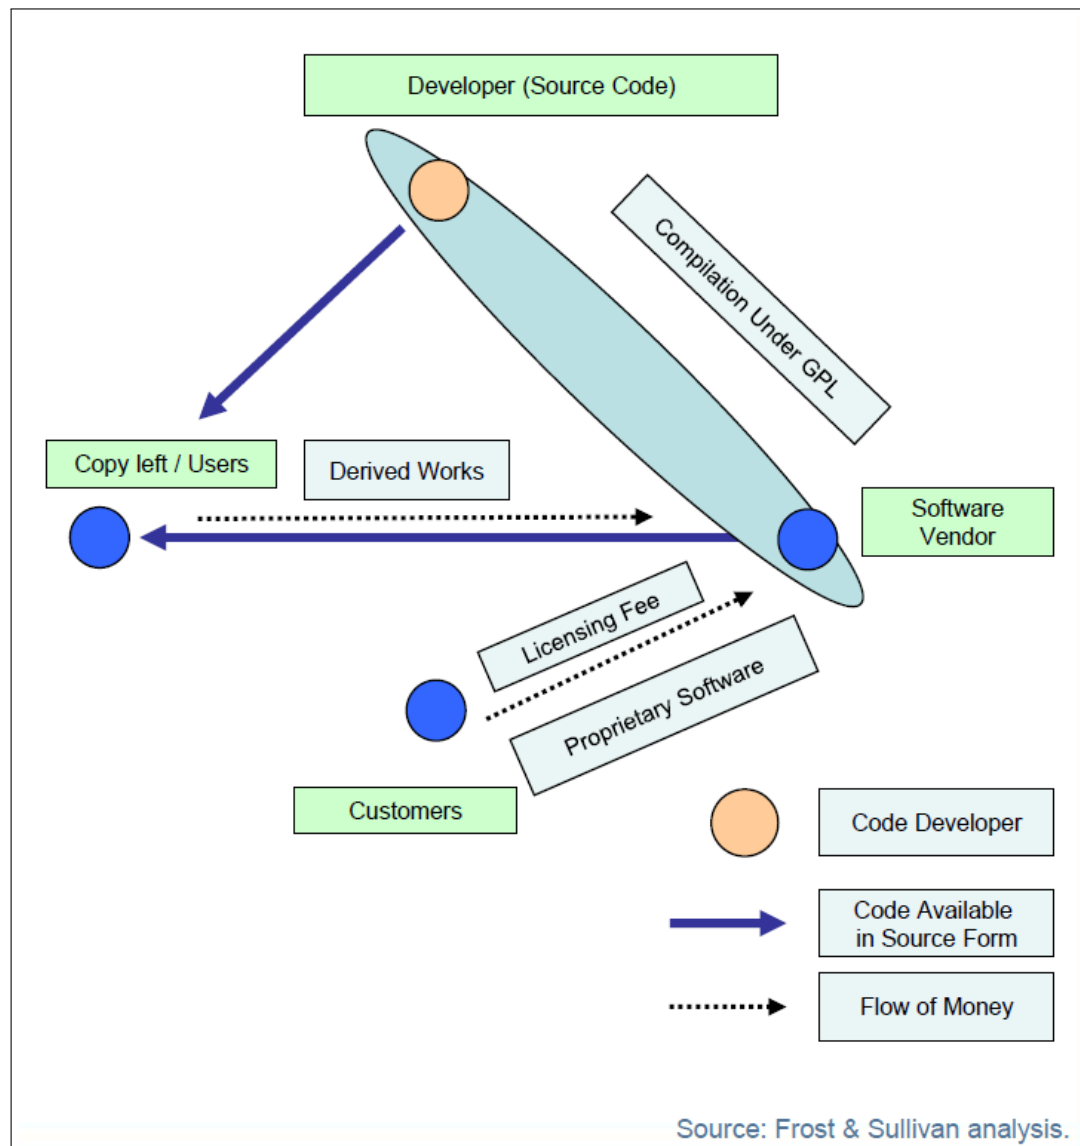 Developer (Source Code)
Compilation Under GPL
Copy left / Users
Derived Works
Software
Vendor
Licensing Fee
Proprietary Software
Customers
Code Developer
Code Available
in Source Form
Flow of Money
Source: Frost & Sullivan analysis.